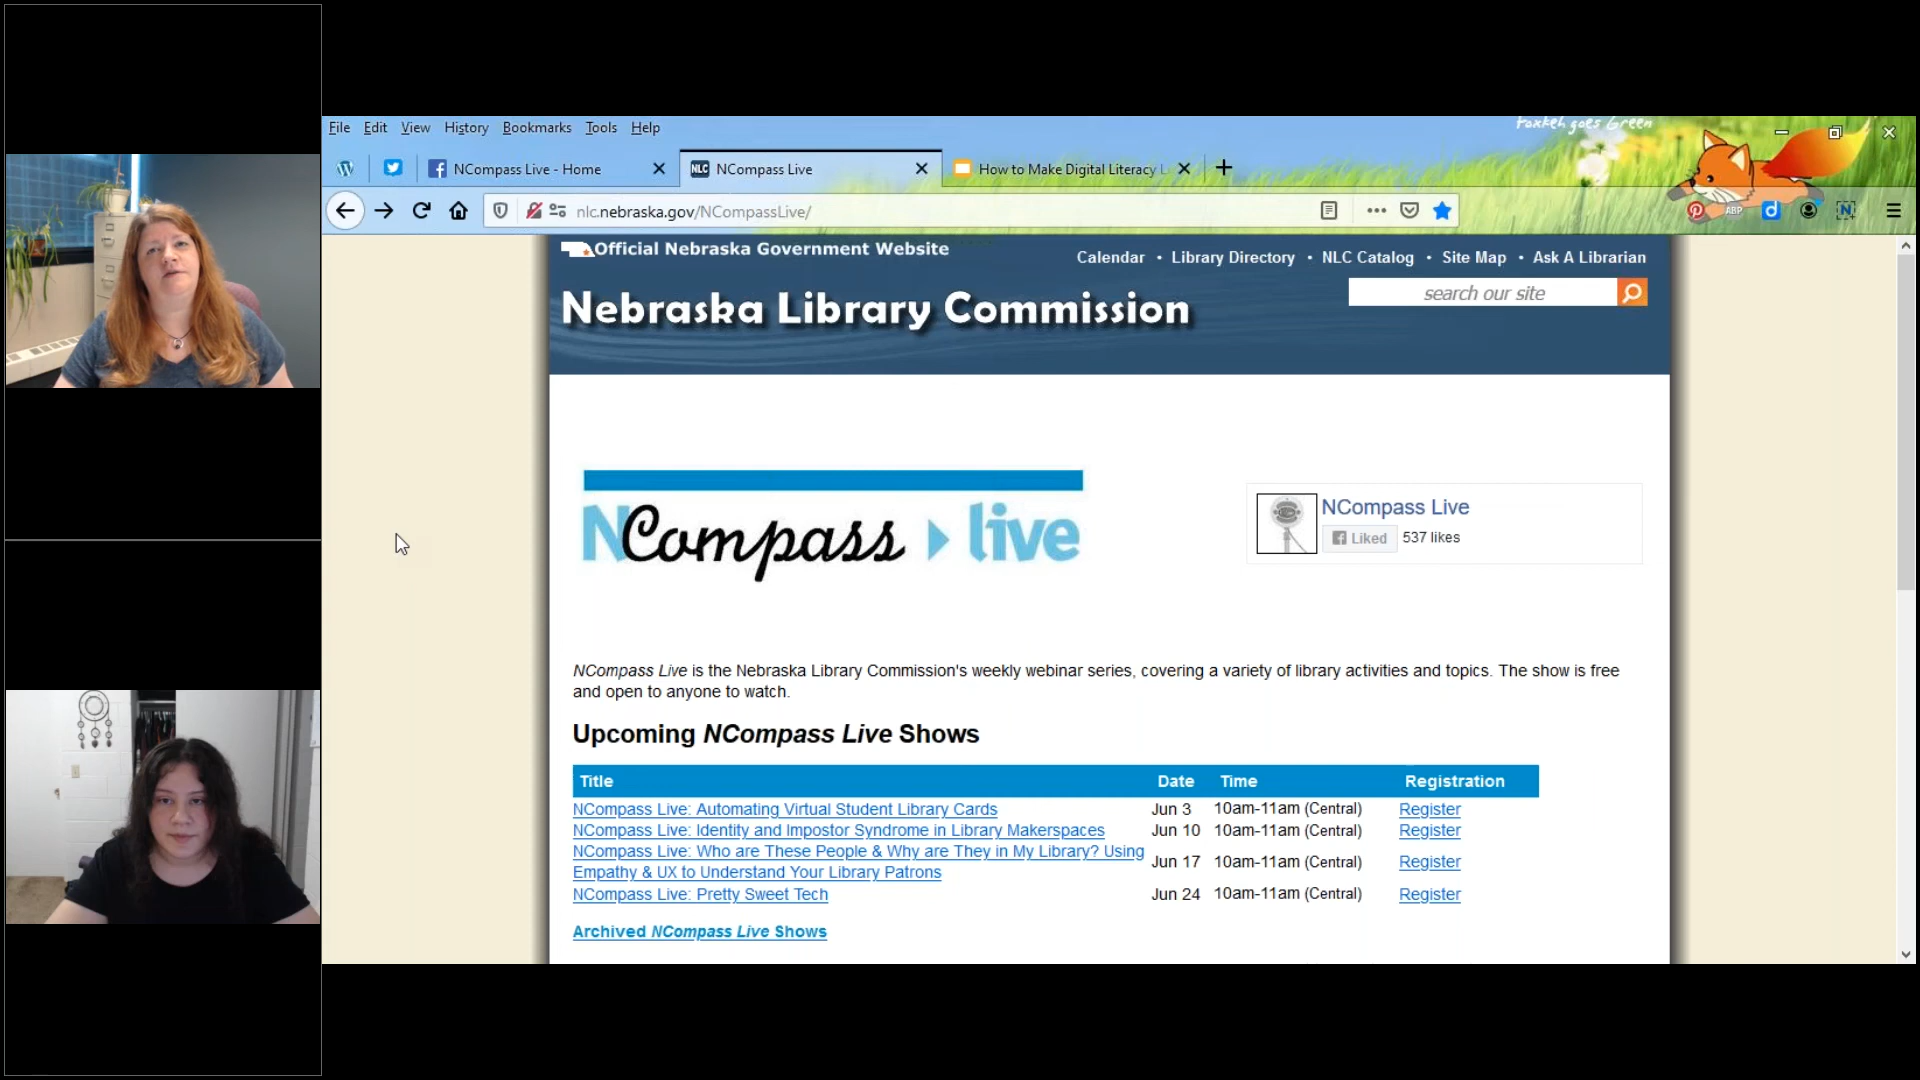 foxkeh goes Green
File Edit View History Bookmarks Tools Help
NCompass Live - Home
NLC NCompass Live
How to Make Digital Literacy L
nlc.nebraska.gov/NCompassLive/
ABP
Official Nebraska Government Website
Calendar • Library Directory • NLC Catalog • Site Map • Ask A Librarian
search our site
Nebraska Library Commission
NCompass live
NCompass Live
Liked 537 likes
NCompass Live is the Nebraska Library Commission's weekly webinar series, covering a variety of library activities and topics. The show is free
and open to anyone to watch.
Upcoming NCompass Live Shows
Title Date Time Registration
NCompass Live: Automating Virtual Student Library Cards Jun 3 10am-11am (Central) Register
NCompass Live: Identity and Impostor Syndrome in Library Makerspaces Jun 10 10am-11am (Central) Register
NCompass Live: Who are These People & Why are They in My Library? Using
Empathy & UX to Understand Your Library Patrons Jun 17 10am-11am (Central) Register
NCompass Live: Pretty Sweet Tech Jun 24 10am-11am (Central) Register
Archived NCompass Live Shows